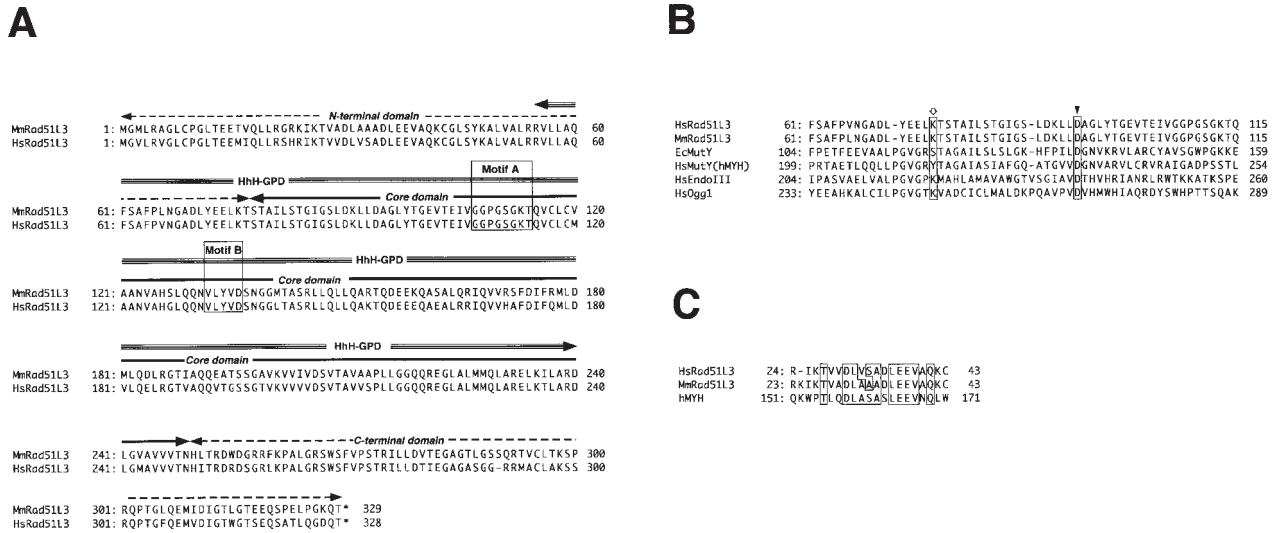 A
N-terminal domain
MmRad51L3 1: MGMLRAGLCPGLTEETVQLLRGRKIKTVADLAAADLEEVAQKCGLSYKALVALRRVLLAQ 60
HsRad51L3 1: MGVLRVGLCPGLTEEMIQLLRSHRIKTVVDLVSADLEEVAQKCGLSYKALVALRRVLLAQ 60
Motif A
HhH-GPD
Core domain
MmRad51L3 61: FSAFPLNGADLYEELKTSTAILSTGIGSLDKLLDAGLYTGEVTEIVGGPGSGKTQVCLCV 120
HsRad51L3 61: FSAFPVNGADLYEELKTSTAILSTGIGSLDKLLDAGLYTGEVTEIVGGPGSGKTQVCLCM 120
Motif B
HhH-GPD
Core domain
MmRad51L3 121: AANVAHSLQQNVLYVDSNGGMTASRLLQLLQARTQDEEKQASALQRIQVVRSFDIFRMLD 180
HsRad51L3 121: AANVAHGLQQNVLYVDSNGGLTASRLLQLLQAKTQDEEEQAEALRRIQVVHAFDIFQMLD 180
HhH-GPD
Core domain
MmRad51L3 181: MLQDLRGTIAQQEATSSGAVKVVIVDSVTAVAAPLLGGQQREGLALMMQLARELKILARD 240
HsRad51L3 181: VLQELRGTVAQQVTGSSGTVKVVVVDSVTAVVSPLLGGQQREGLALMMQLARELKTLARD 240
C-terminal domain
MmRad51L3 241: LGVAVVVTNHLTRDWDGRRFKPALGRSWSFVPSTRILLDVTEGAGTLGSSQRTVCLTKSP 300
HsRad51L3 241: LGMAVVVTNHITRDRDSGRLKPALGRSWSFVPSTRILLDTIEGAGASGG-RRMACLAKSS 300
MmRad51L3 301: RQPTGLQEMIDIGTLGTEEQSPELPGKQT* 329
HsRad51L3 301: RQPTGFQEMVDIGTWGTSEQSATLQGDQT* 328
B
HsRad51L3 61: FSAFPVNGADL-YEELKTSTAILSTGIGS-LDKLLDAGLYTGEVTEIVGGPGSGKTQ 115
MmRad51L3 61: FSAFPLNGADL-YEELKTSTAILSTGIGS-LDKLLDAGLYTGEVTEIVGGPGSGKTQ 115
EcMutY 104: FPETFEEVAALPGVGRSTAGAILSLSLGK-HFPILDGNVKRVLARCYAVSGWPGKKE 159
HsMutY(hMYH) 199: PRTAETLQQLLPGVGRYTAGAIASIAFGQ-ATGVVDGNVARVLCRVRAIGADPSSTL 254
HsEndoIII 204: IPASVAELVALPGVGPKMAHLAMAVAWGTVSGIAVDTHVHRIANRLRWTKKATKSPE 260
HsOgg1 233: YEEAHKALCILPGVGTKVADCICLMALDKPQAVPVDVHMWHIAQRDYSWHPTTSQAK 289
C
HsRad51L3 24: R-IKTVVDLVSADLEEVAQKC 43
MmRad51L3 23: RKIKTVADLAAADLEEVAQKC 43
hMYH 151: QKWPTLQDLASASLEEVNQLW 171